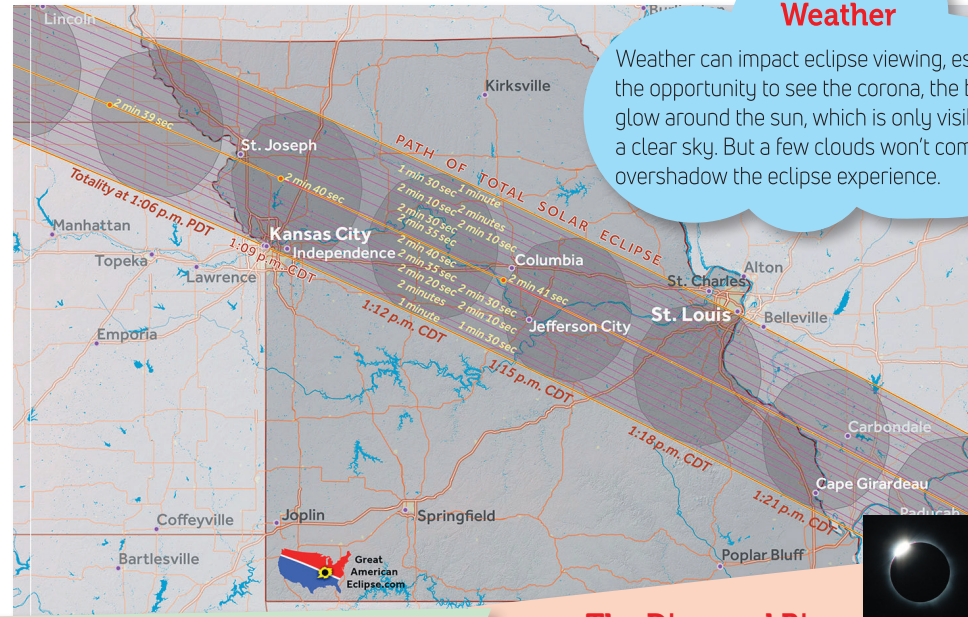 Lincoln
Weather
Weather can impact eclipse viewing,
the opportunity to see the corona, the
glow around the sun, which is only
a clear sky. But a few clouds won't
overshadow the eclipse experience.
Kirksville
2 min 39 sec
St. Joseph
PATH OF TOTAL SOLAR ECLIPSE
2 min 40 sec
1 min 30 sec
1 minute
2 min 10 sec
2 minutes
2 min 30 sec
2 min 10 sec
2 min 35 sec
2 min 40 sec
2 min 35 sec
2 min 20 sec
2 min 30 sec
2 minutes
2 min 10 sec
1 minute
1 min 30 sec
2 min 41 sec
Totality at 1:06 p.m. PDT
1:09 p.m. CDT
1:12 p.m. CDT
1:15 p.m. CDT
1:18 p.m. CDT
1:21 p.m. CDT
Manhattan
Topeka
Lawrence
Kansas City
Independence
Columbia
Jefferson City
St. Charles
Alton
St. Louis
Belleville
Emporia
Carbondale
Cape Girardeau
Paducah
Coffeyville
Joplin
Springfield
Bartlesville
Poplar Bluff
Great
American
Eclipse.com